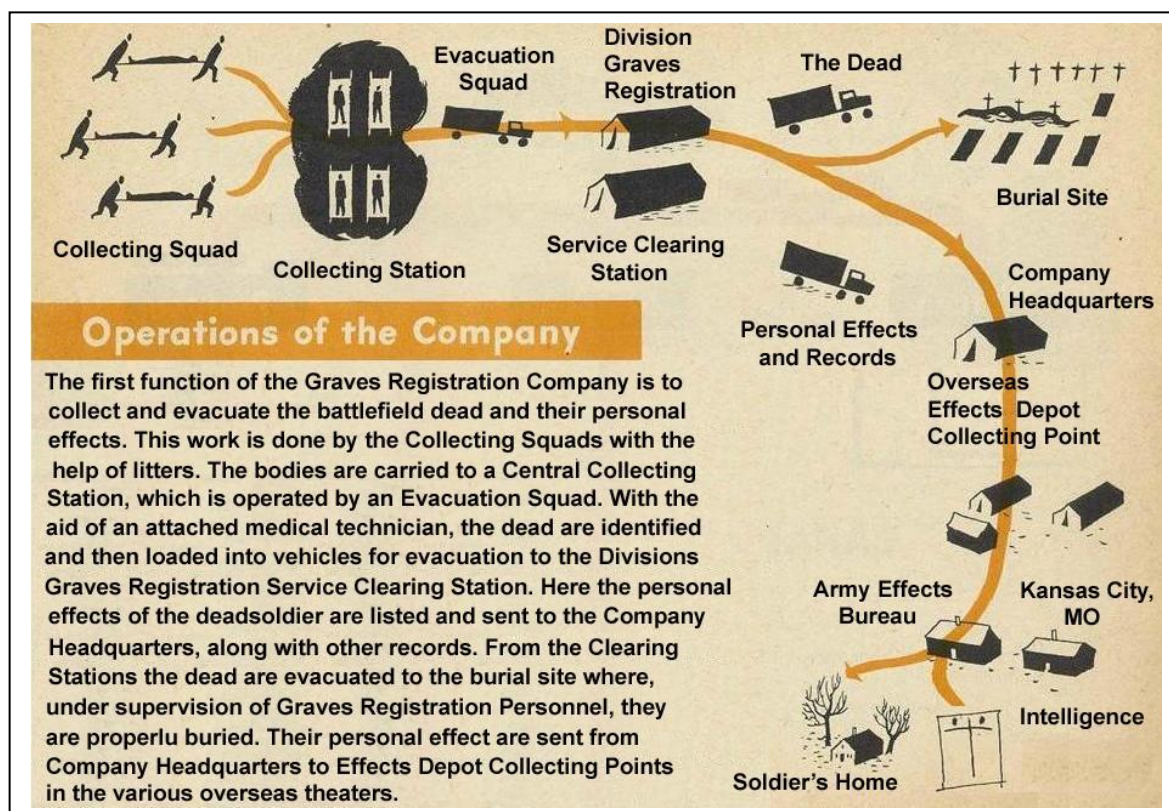 Evacuation
Squad
Division
Graves
Registration
The Dead
Burial Site
Collecting Squad
Collecting Station
Service Clearing
Station
Company
Headquarters
Personal Effects
and Records
Overseas
Effects Depot
Collecting Point
Army Effects
Bureau
Kansas City,
MO
Intelligence
Soldier's Home
Operations of the Company
The first function of the Graves Registration Company is to
collect and evacuate the battlefield dead and their personal
effects. This work is done by the Collecting Squads with the
help of litters. The bodies are carried to a Central Collecting
Station, which is operated by an Evacuation Squad. With the
aid of an attached medical technician, the dead are identified
and then loaded into vehicles for evacuation to the Divisions
Graves Registration Service Clearing Station. Here the personal
effects of the deadsoldier are listed and sent to the Company
Headquarters, along with other records. From the Clearing
Stations the dead are evacuated to the burial site where,
under supervision of Graves Registration Personnel, they
are properlu buried. Their personal effect are sent from
Company Headquarters to Effects Depot Collecting Points
in the various overseas theaters.